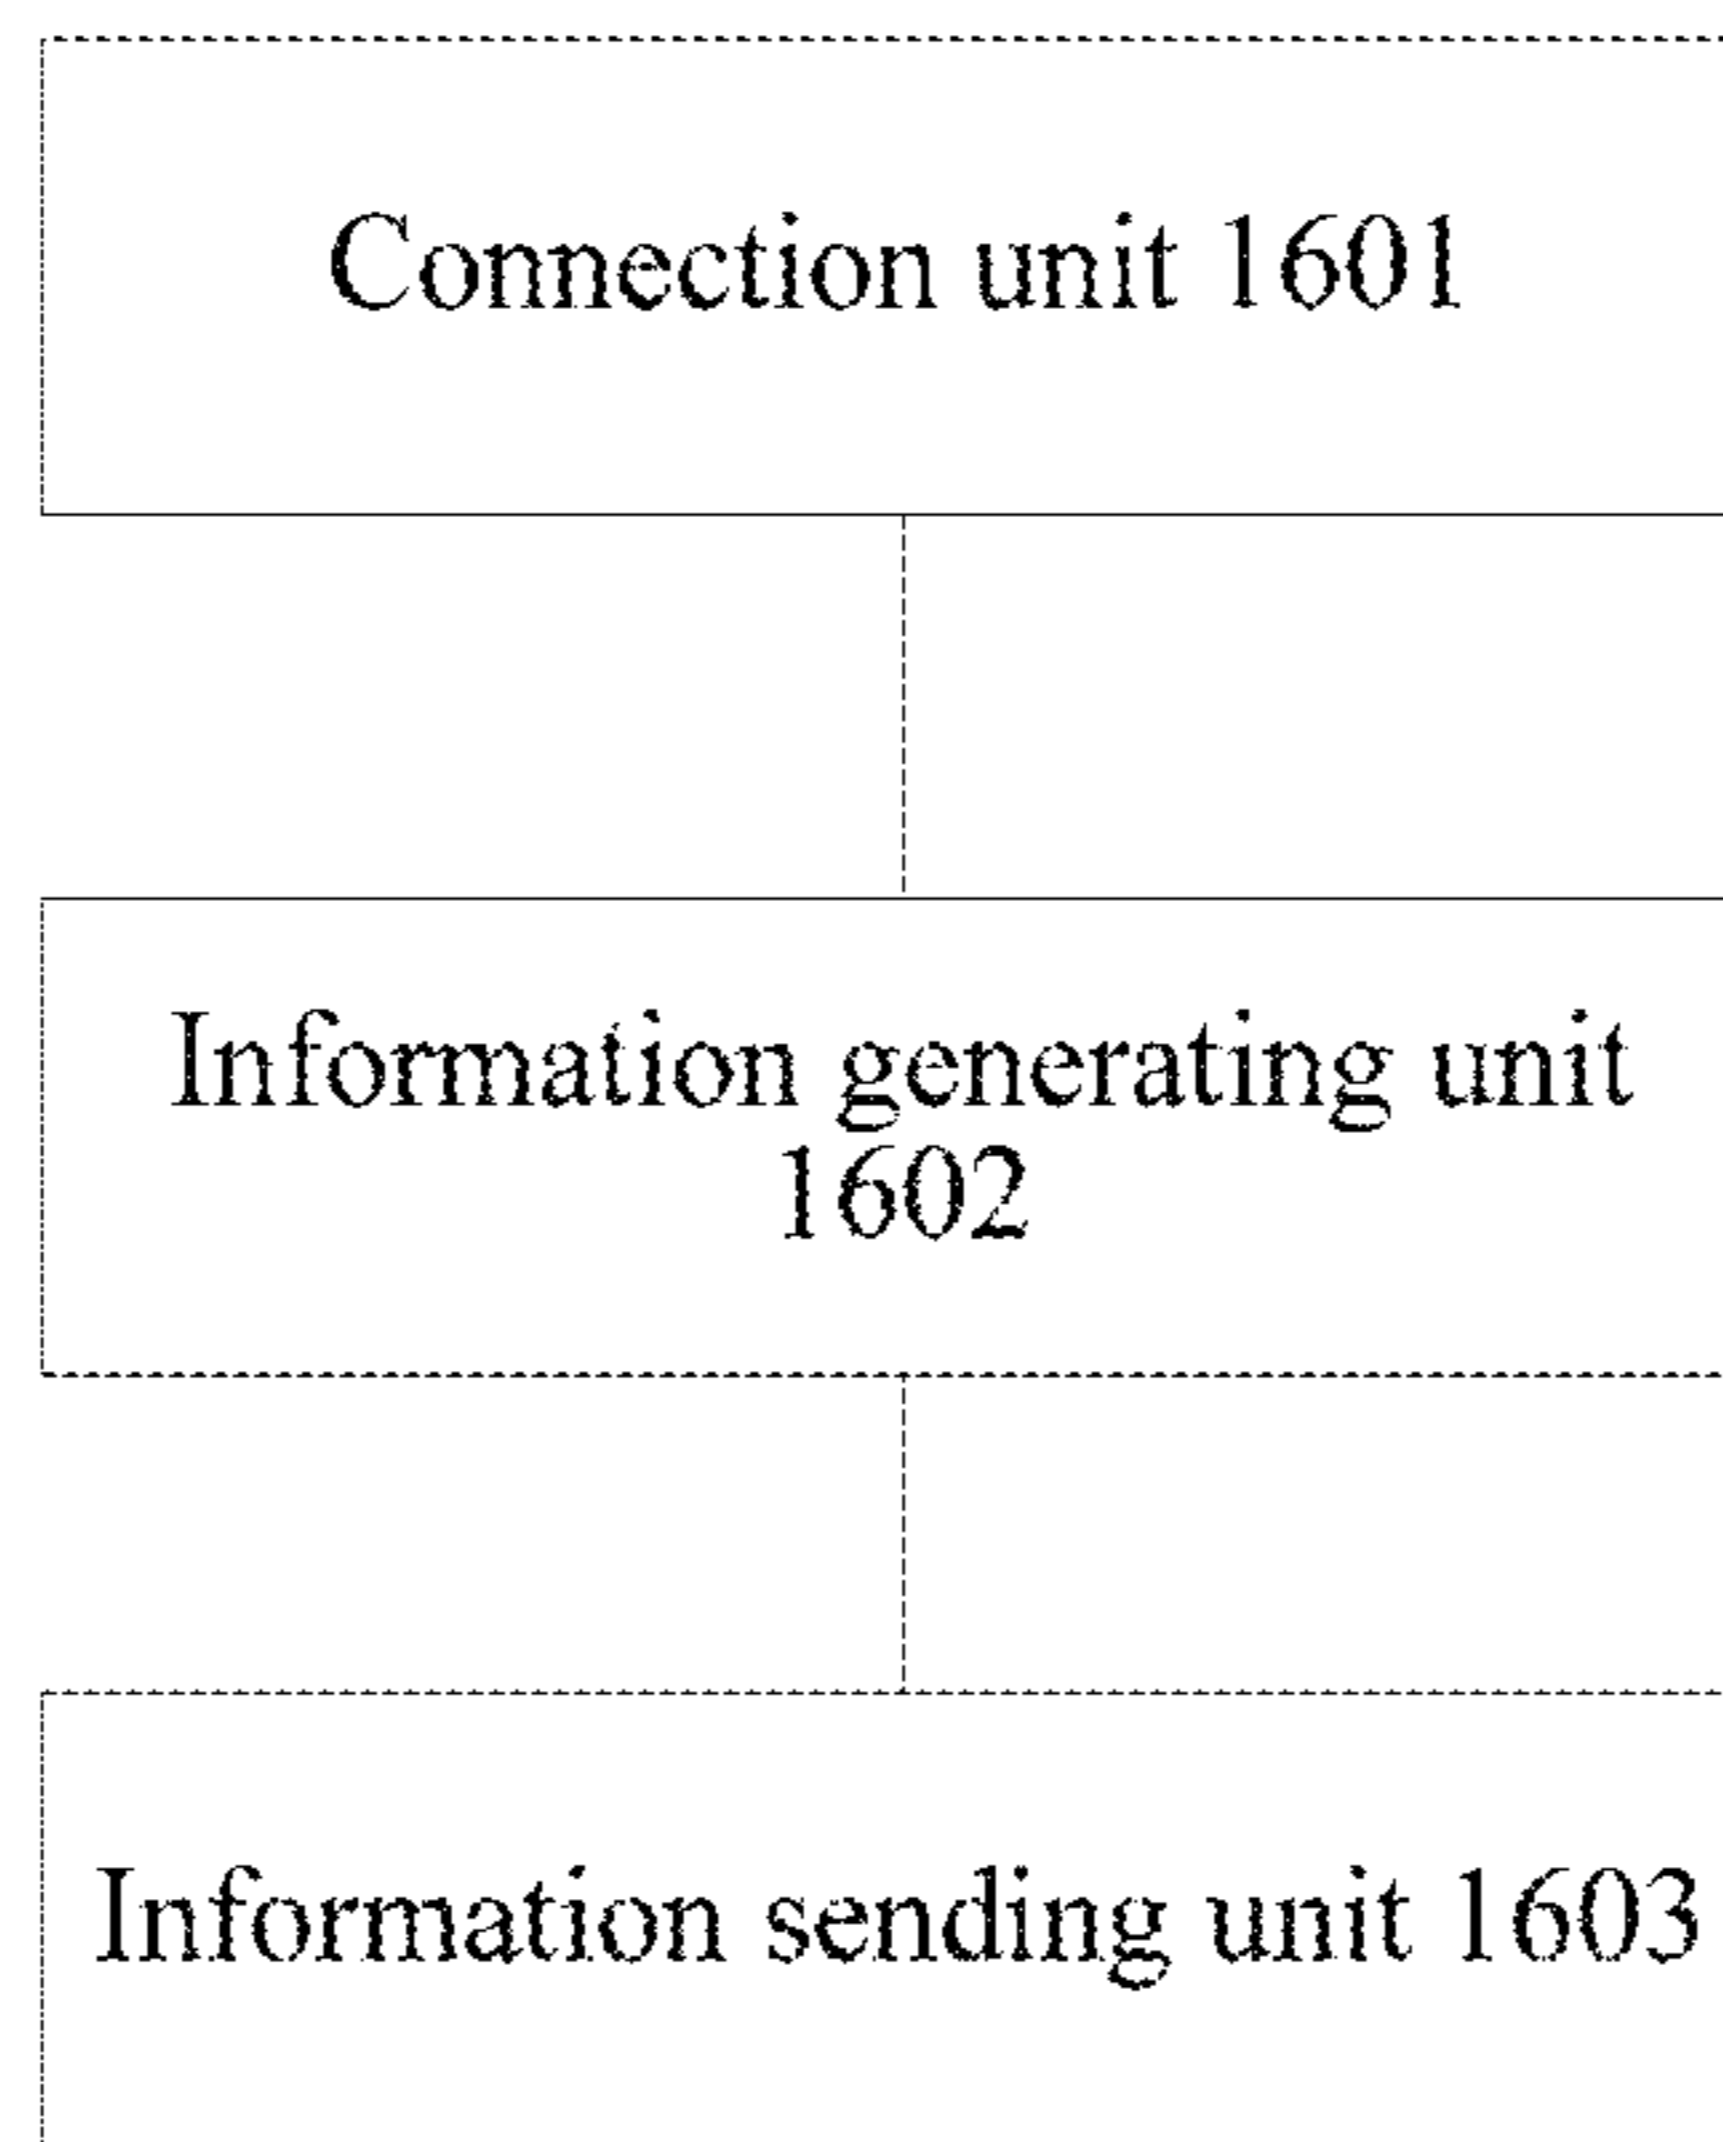 Connection unit 1601
Information generating unit
1602
Information sending unit 1603